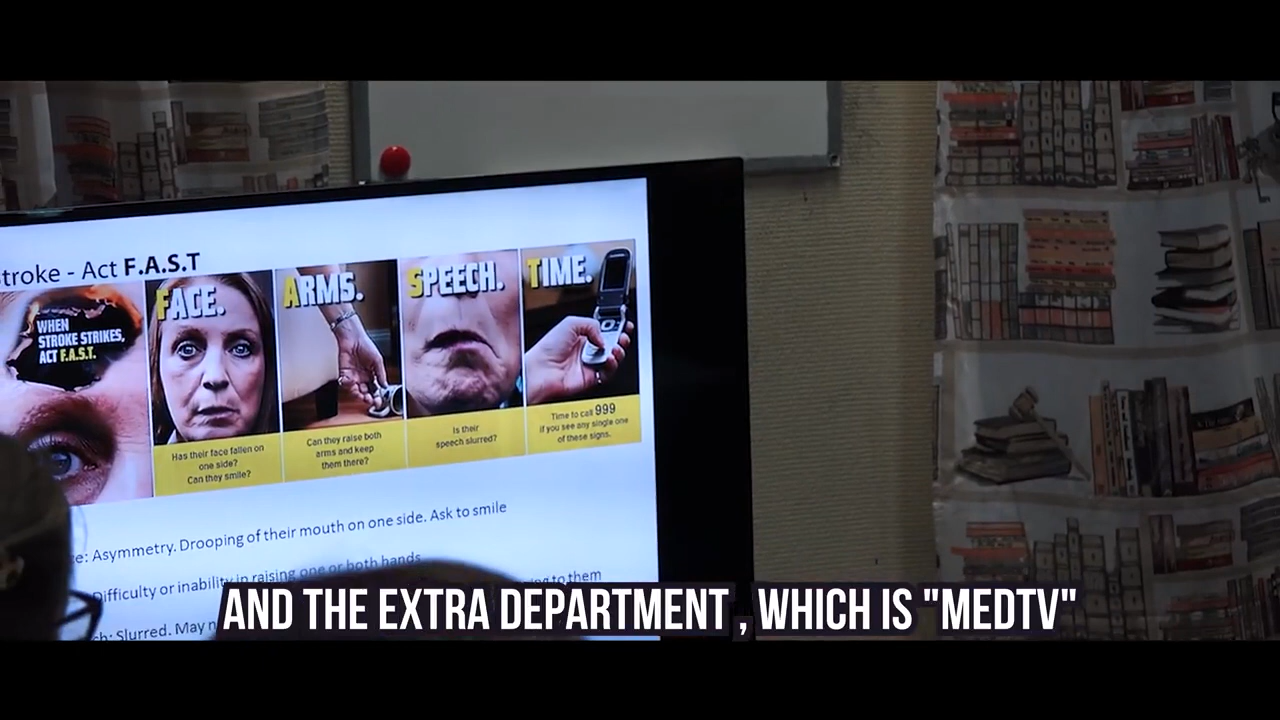 troke - Act F.A.S.T
WHEN
STROKE STRIKES,
ACT F.A.S.T.
FACE.
Has their face fallen on
one side?
Can they smile?
ARMS.
Can they raise both
arms and keep
them there?
SPEECH.
Is their
speech slurred?
TIME.
Time to call 999
if you see any single one
of these signs.
: Asymmetry. Drooping of their mouth on one side. Ask to smile
Difficulty or inability in raising one or both hands
to them
: Slurred. May
AND THE EXTRA DEPARTMENT , WHICH IS "MEDTV"